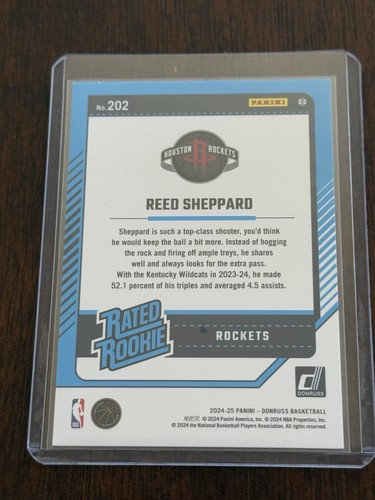 No. 202
PANINI
HOUSTON R ROCKETS
REED SHEPPARD
Sheppard is such a top-class shooter, you'd think
he would keep the ball a bit more. Instead of hogging
the rock and firing off ample treys, he shares
well and always looks for the extra pass.
With the Kentucky Wildcats in 2023-24, he made
52.1 percent of his triples and averaged 4.5 assists.
RATED
ROOKIE
ROCKETS
DONRUSS
NBA
2024-25 PANINI – DONRUSS BASKETBALL
© 2024 Panini America, Inc. © 2024 NBA Properties, Inc.
© 2024 the National Basketball Players Association. All rights reserved.